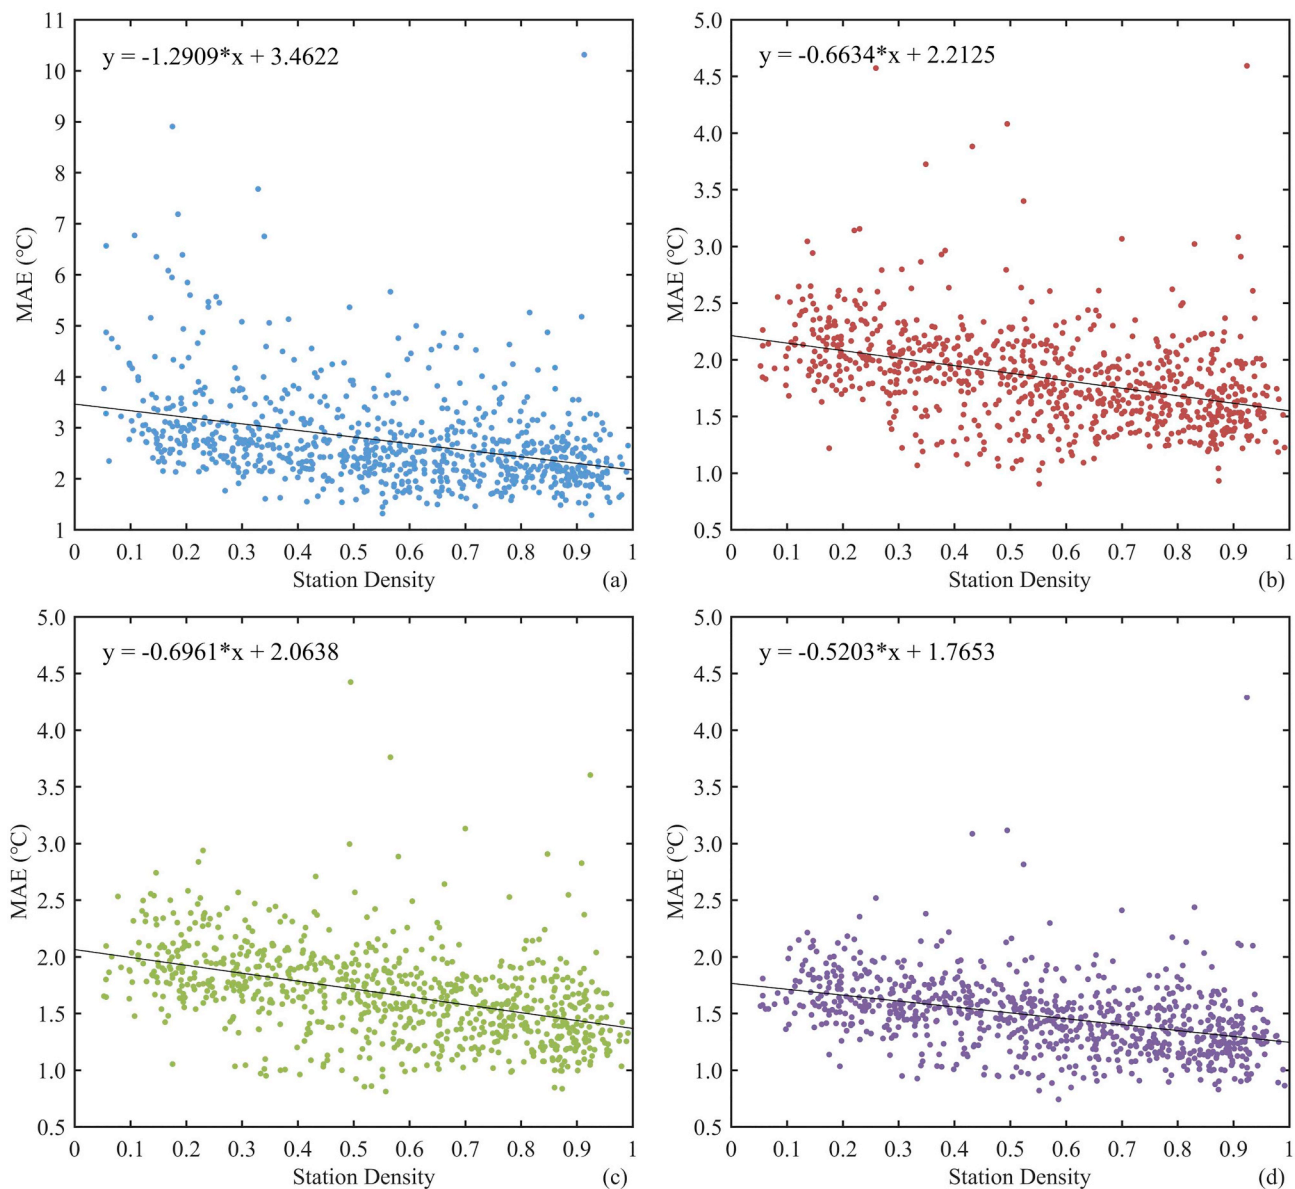 y = -1.2909*x + 3.4622
MAE (°C)
11
10
9
8
7
6
5
4
3
2
1
0 0.1 0.2 0.3 0.4 0.5 0.6 0.7 0.8 0.9 1
Station Density
(a)
y = -0.6634*x + 2.2125
MAE (°C)
5.0
4.5
4.0
3.5
3.0
2.5
2.0
1.5
1.0
0.5
0 0.1 0.2 0.3 0.4 0.5 0.6 0.7 0.8 0.9 1
Station Density
(b)
y = -0.6961*x + 2.0638
MAE (°C)
5.0
4.5
4.0
3.5
3.0
2.5
2.0
1.5
1.0
0.5
0 0.1 0.2 0.3 0.4 0.5 0.6 0.7 0.8 0.9 1
Station Density
(c)
y = -0.5203*x + 1.7653
MAE (°C)
5.0
4.5
4.0
3.5
3.0
2.5
2.0
1.5
1.0
0.5
0 0.1 0.2 0.3 0.4 0.5 0.6 0.7 0.8 0.9 1
Station Density
(d)